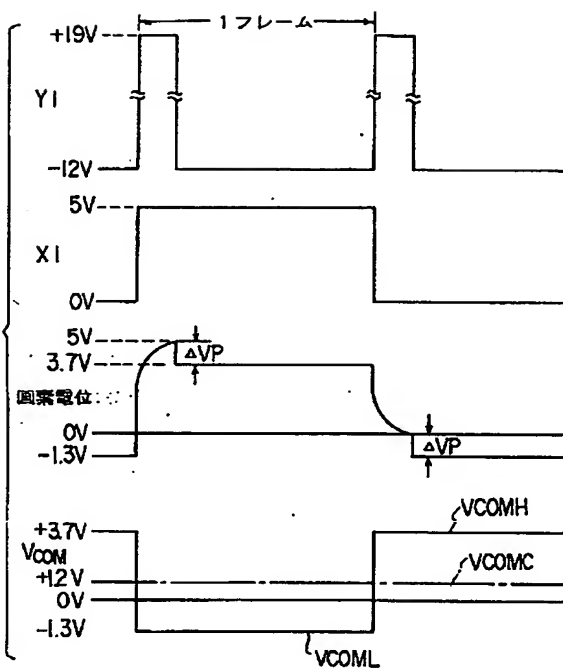 1フレーム
+19V
Y1
-12V
5V
X1
0V
5V
ΔVP
3.7V
画素電位
0V
ΔVP
-1.3V
VCOMH
+3.7V
VCOM
VCOMC
+1.2V
0V
-1.3V
VCOML